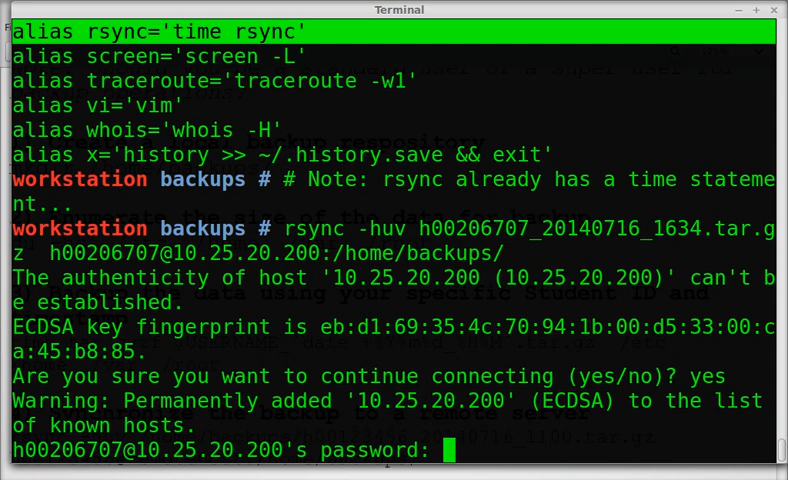 Terminal
alias rsync='time rsync'
alias screen='screen -L'
alias traceroute='traceroute -w1'
alias vi='vim'
alias whois='whois -H'
alias x='history >> ~/.history.save && exit'
workstation backups # # Note: rsync already has a time stateme
nt...
workstation backups # rsync -huv h00206707_20140716_1634.tar.g
z  h00206707@10.25.20.200:/home/backups/
The authenticity of host '10.25.20.200 (10.25.20.200)' can't b
e established.
ECDSA key fingerprint is eb:d1:69:35:4c:70:94:1b:00:d5:33:00:c
a:45:b8:85.
Are you sure you want to continue connecting (yes/no)? yes
Warning: Permanently added '10.25.20.200' (ECDSA) to the list
of known hosts.
h00206707@10.25.20.200's password: